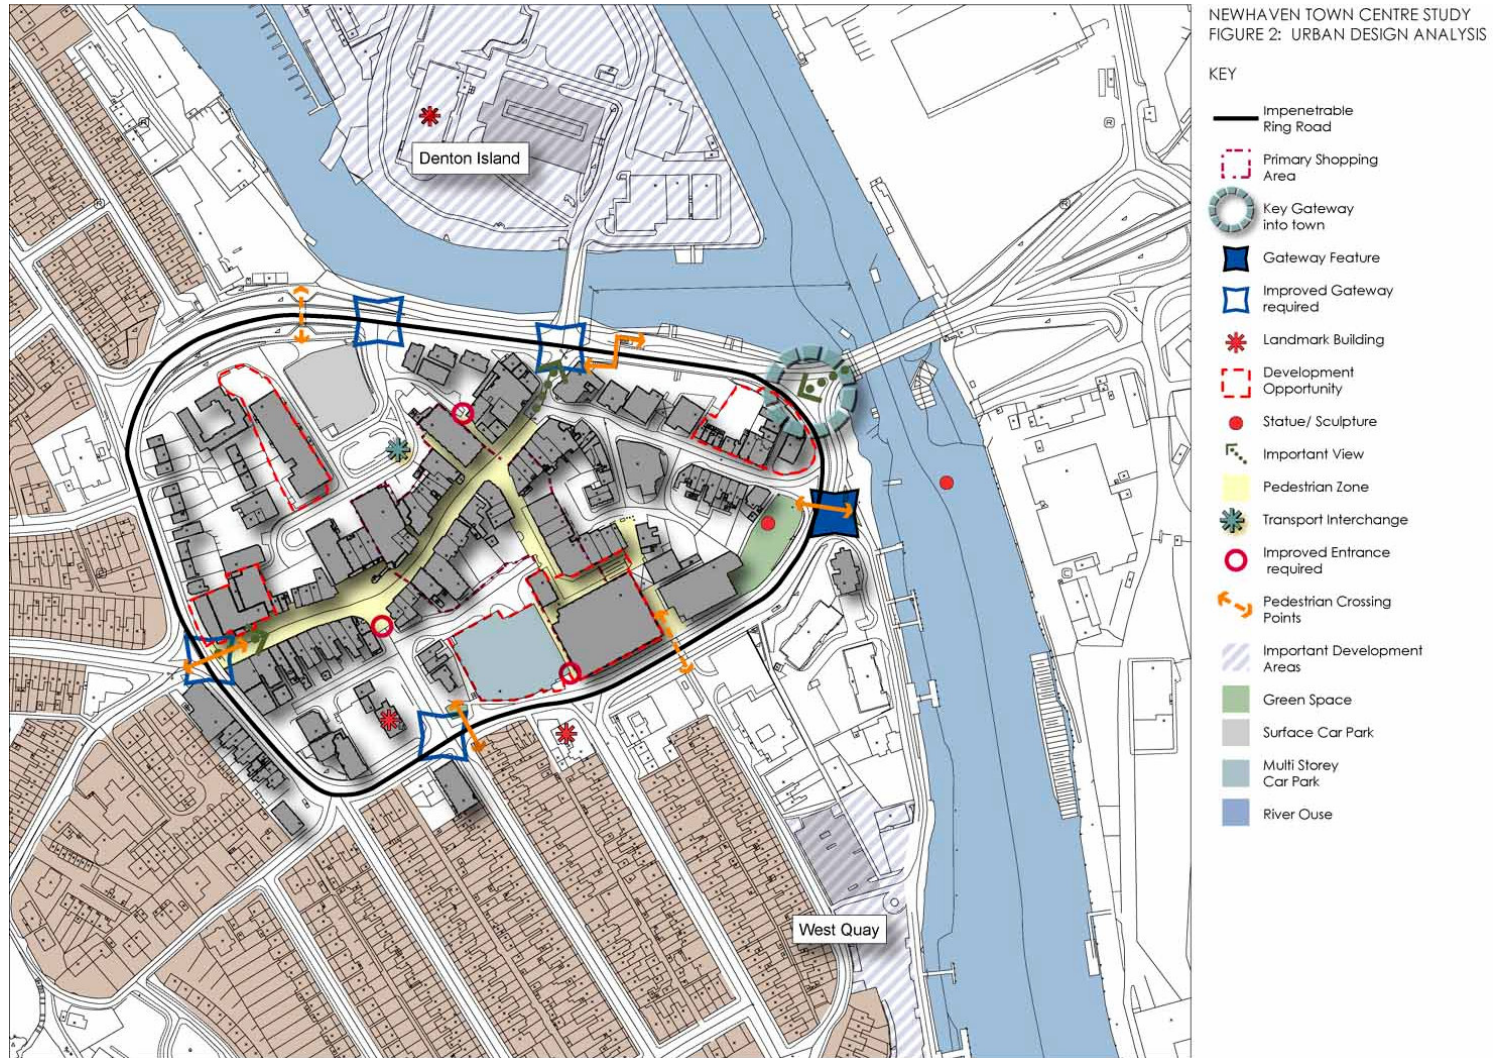 NEWHAVEN TOWN CENTRE STUDY
FIGURE 2: URBAN DESIGN ANALYSIS
KEY
Impenetrable
Ring Road
Primary Shopping
Area
Key Gateway
into town
Gateway Feature
Improved Gateway
required
Landmark Building
Development
Opportunity
Statue/ Sculpture
Important View
Pedestrian Zone
Transport Interchange
Improved Entrance
required
Pedestrian Crossing
Points
Important Development
Areas
Green Space
Surface Car Park
Multi Storey
Car Park
River Ouse
Denton Island
West Quay